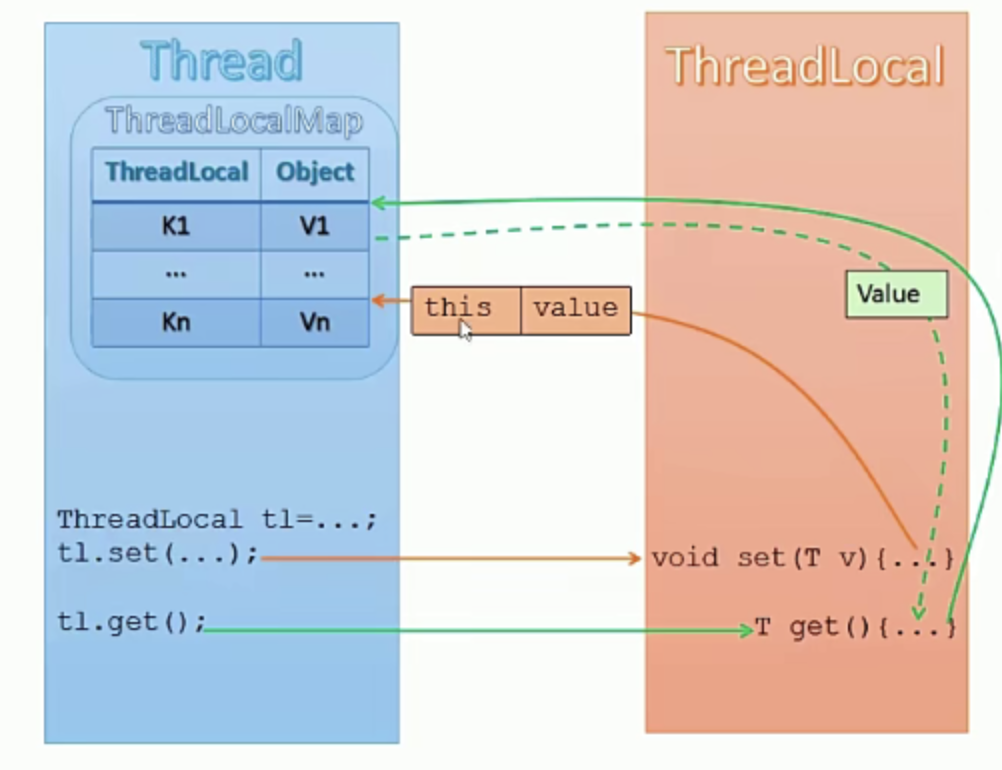 Thread
ThreadLocalMap
ThreadLocal Object
K1 V1
... ...
Kn Vn
ThreadLocal tl=...;
tl.set(...);
tl.get();
this value
ThreadLocal
Value
void set(T v){...}
T get(){...}